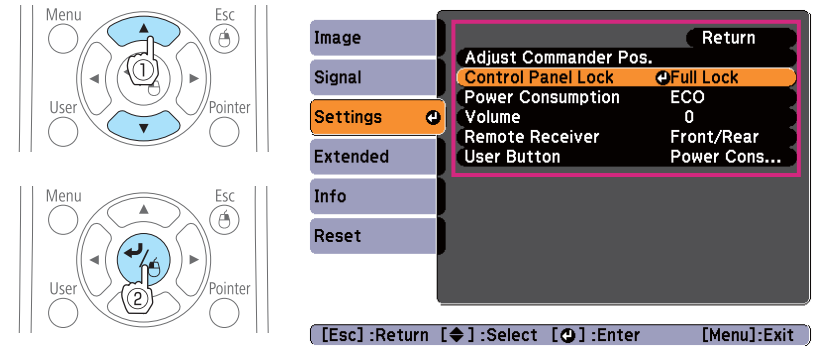 Menu Esc
①
User Pointer
Menu Esc
②
User Pointer
Image
Signal
Settings
Extended
Info
Reset
Return
Adjust Commander Pos.
Control Panel Lock Full Lock
Power Consumption ECO
Volume 0
Remote Receiver Front/Rear
User Button Power Cons...
[Esc] :Return [◆] :Select [⏎] :Enter [Menu]:Exit